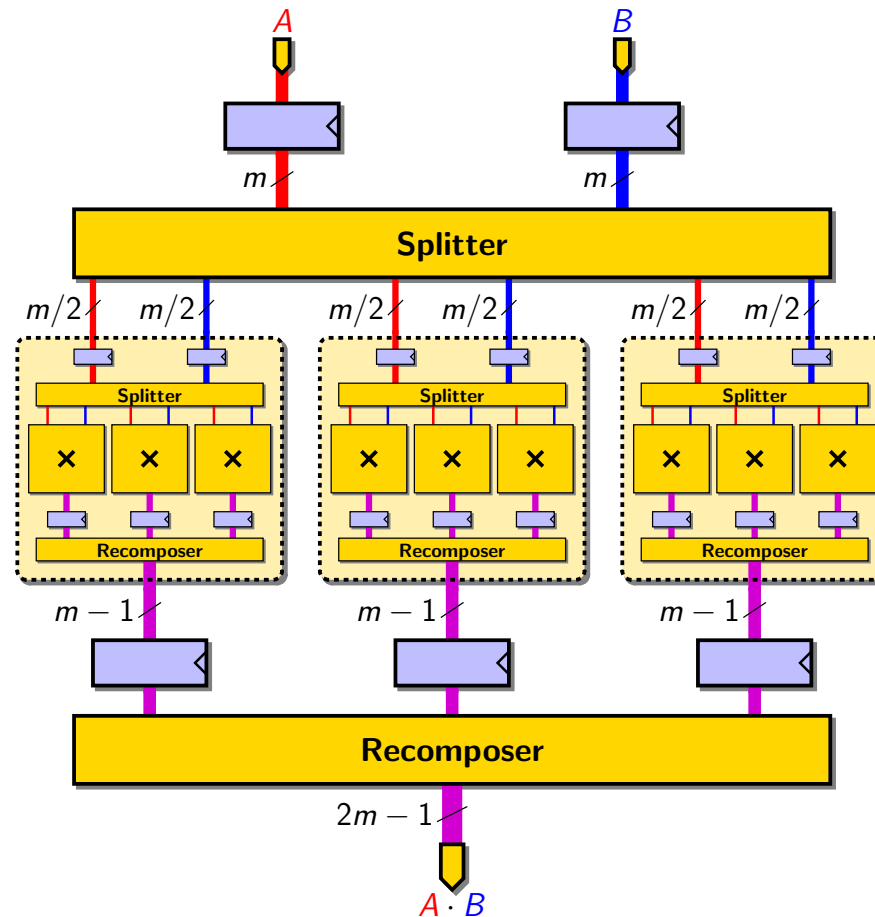 A B
m m
Splitter
m/2 m/2 m/2 m/2 m/2 m/2
Splitter Splitter Splitter
× × × × × × × × ×
Recomposer Recomposer Recomposer
m − 1 m − 1 m − 1
Recomposer
2m − 1
A · B